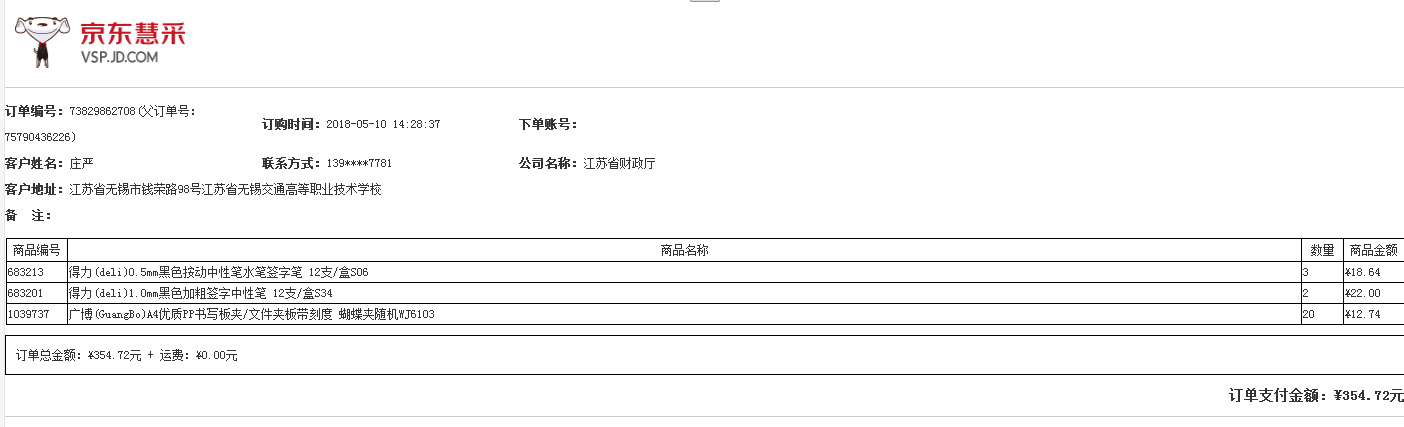 京东慧采
VSP.JD.COM
订单编号：73829862708(父订单号：
75790436226)
订购时间：2018-05-10 14:28:37
下单账号：
客户姓名：庄严
联系方式：139****7781
公司名称：江苏省财政厅
客户地址：江苏省无锡市钱荣路98号江苏省无锡交通高等职业技术学校
备 注：
商品编号 商品名称 数量 商品金额
683213 得力(deli)0.5mm黑色按动中性笔水笔签字笔 12支/盒S06 3 ¥18.64
683201 得力(deli)1.0mm黑色加粗签字中性笔 12支/盒S34 2 ¥22.00
1039737 广博(GuangBo)A4优质PP书写板夹/文件夹板带刻度 蝴蝶夹随机WJ6103 20 ¥12.74
订单总金额：¥354.72元 + 运费：¥0.00元
订单支付金额：¥354.72元